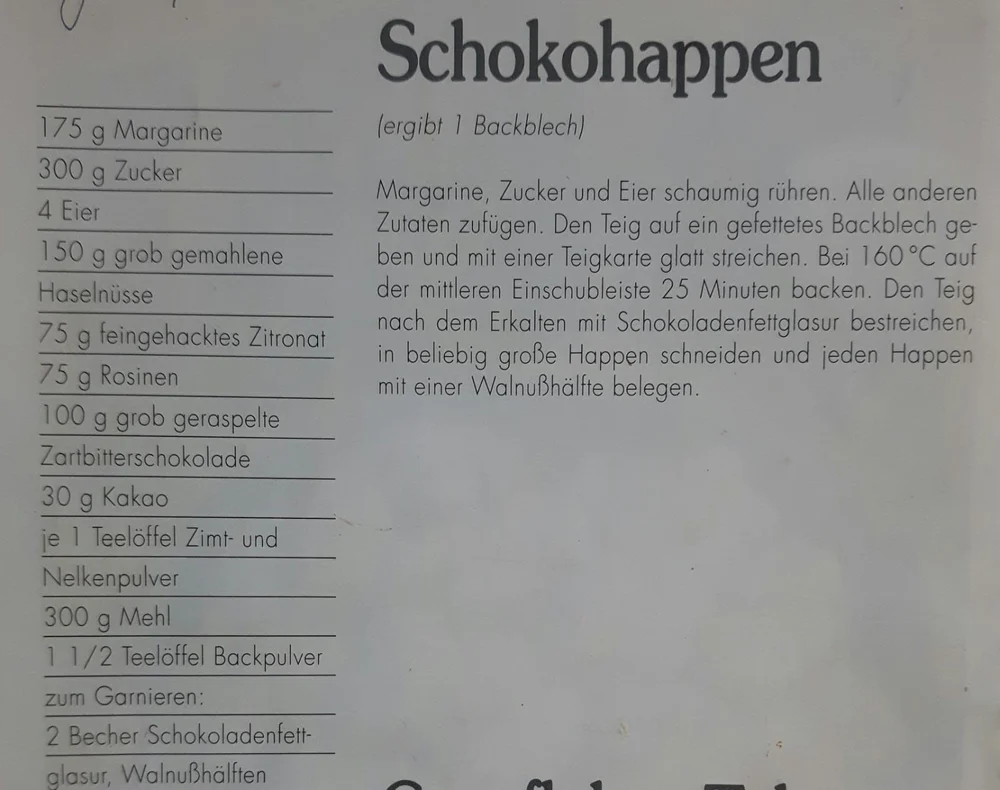 Schokohappen
(ergibt 1 Backblech)
175 g Margarine
300 g Zucker
4 Eier
150 g grob gemahlene
Haselnüsse
75 g feingehacktes Zitronat
75 g Rosinen
100 g grob geraspelte
Zartbitterschokolade
30 g Kakao
je 1 Teelöffel Zimt- und
Nelkenpulver
300 g Mehl
1 1/2 Teelöffel Backpulver
zum Garnieren:
2 Becher Schokoladenfett-
glasur, Walnußhälften
Margarine, Zucker und Eier schaumig rühren. Alle anderen
Zutaten zufügen. Den Teig auf ein gefettetes Backblech ge-
ben und mit einer Teigkarte glatt streichen. Bei 160 °C auf
der mittleren Einschubleiste 25 Minuten backen. Den Teig
nach dem Erkalten mit Schokoladenfettglasur bestreichen,
in beliebig große Happen schneiden und jeden Happen
mit einer Walnußhälfte belegen.